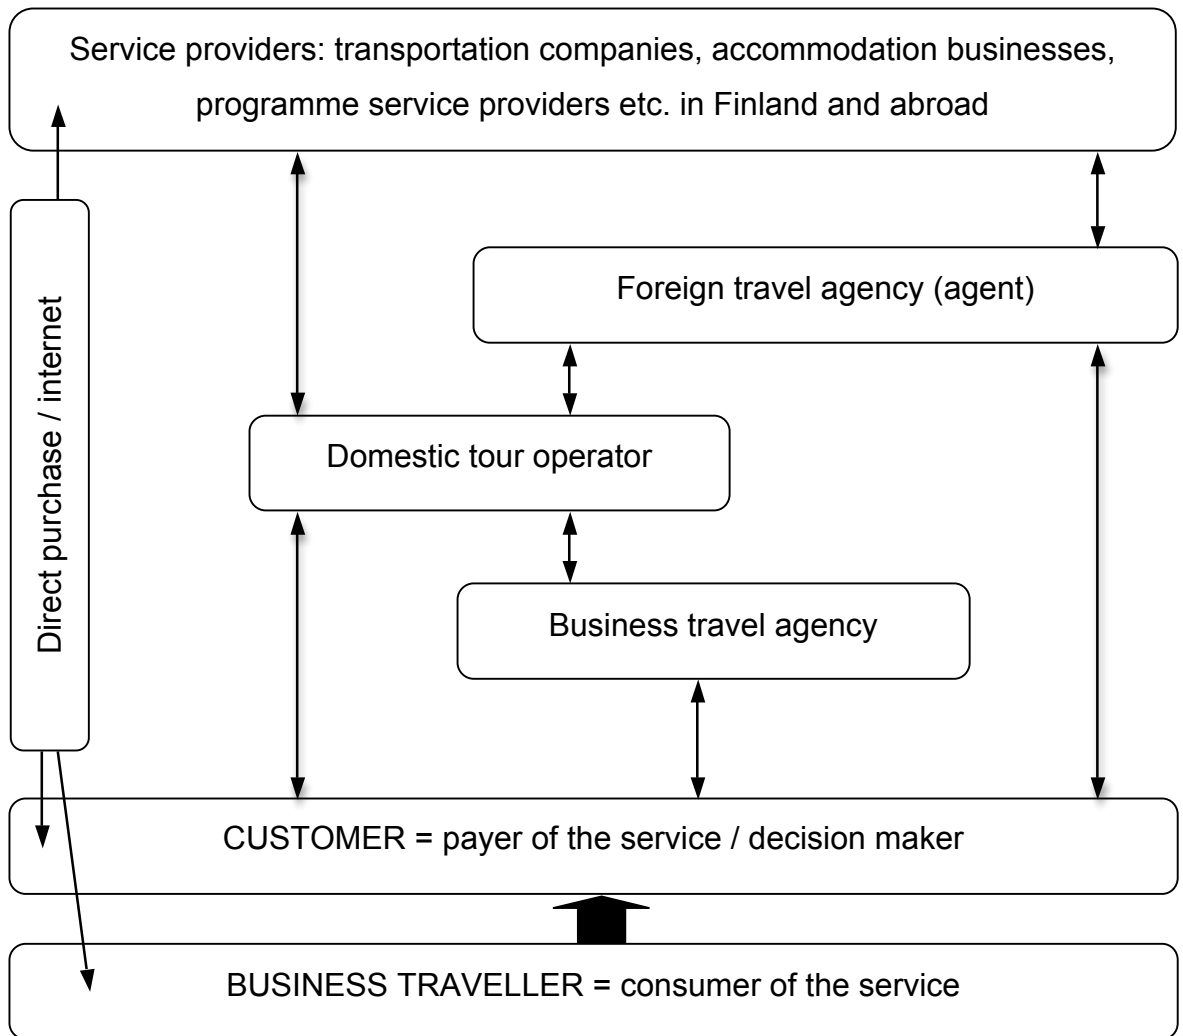 Service providers: transportation companies, accommodation businesses,
programme service providers etc. in Finland and abroad
Direct purchase / internet
Foreign travel agency (agent)
Domestic tour operator
Business travel agency
CUSTOMER = payer of the service / decision maker
BUSINESS TRAVELLER = consumer of the service